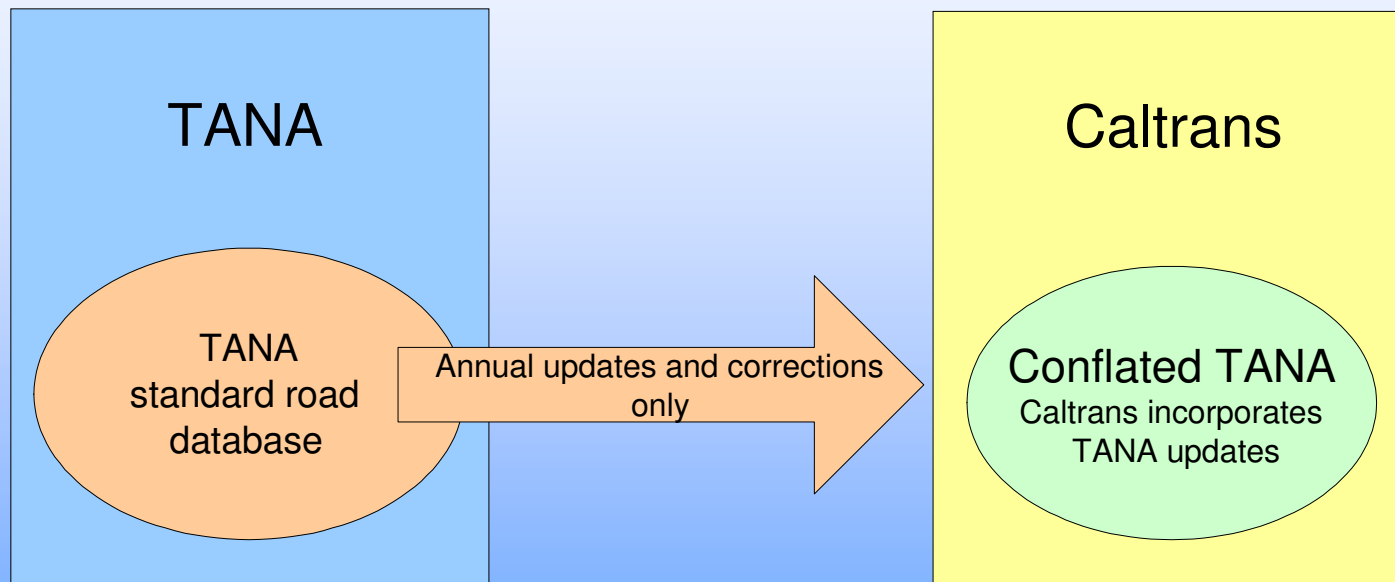 TANA
Caltrans
TANA
standard road
database
Annual updates and corrections
only
Conflated TANA
Caltrans incorporates
TANA updates